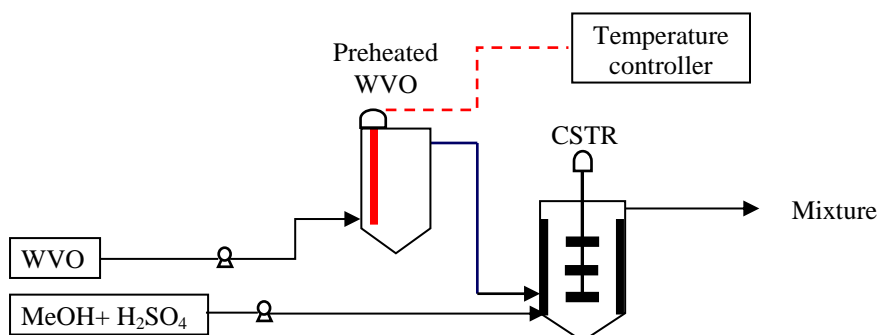 Preheated
WVO
Temperature
controller
CSTR
Mixture
WVO
MeOH+ H₂SO₄